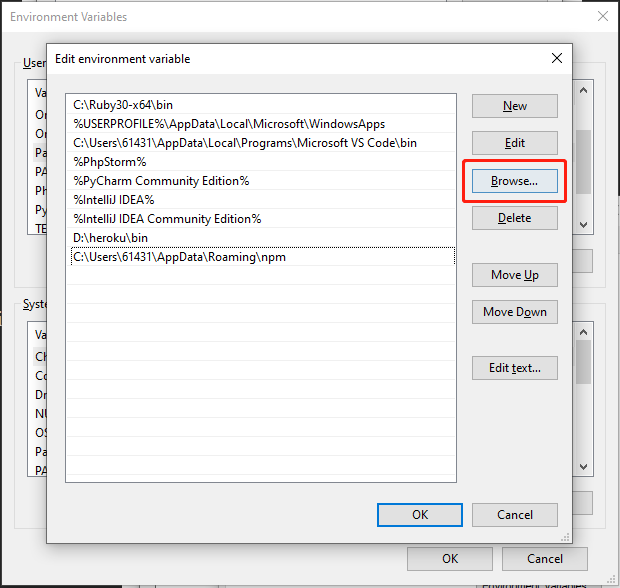 Environment Variables
Edit environment variable
User
Va
C:\Ruby30-x64\bin
New
%USERPROFILE%\AppData\Local\Microsoft\WindowsApps
C:\Users\61431\AppData\Local\Programs\Microsoft VS Code\bin
Edit
%PhpStorm%
%PyCharm Community Edition%
Browse...
%IntelliJ IDEA%
%IntelliJ IDEA Community Edition%
Delete
D:\heroku\bin
C:\Users\61431\AppData\Roaming\npm
Move Up
Or
Or
Pa
PA
Ph
Py
TE
Syste
Move Down
Va
Ch
Edit text...
Co
Dr
NU
OS
Pa
PA
OK
Cancel
OK
Cancel